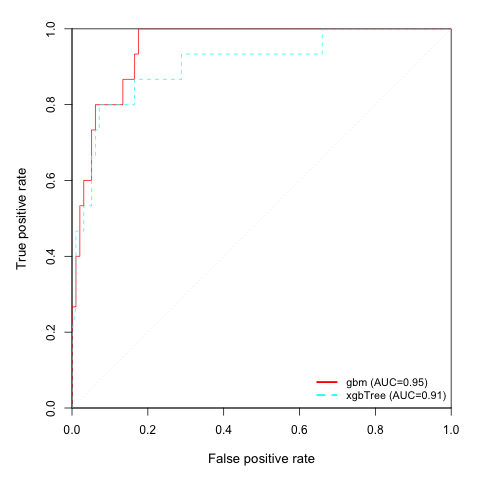 1.0
0.8
0.6
0.4
0.2
0.0
True positive rate
gbm (AUC=0.95)
xgbTree (AUC=0.91)
0.0 0.2 0.4 0.6 0.8 1.0
False positive rate